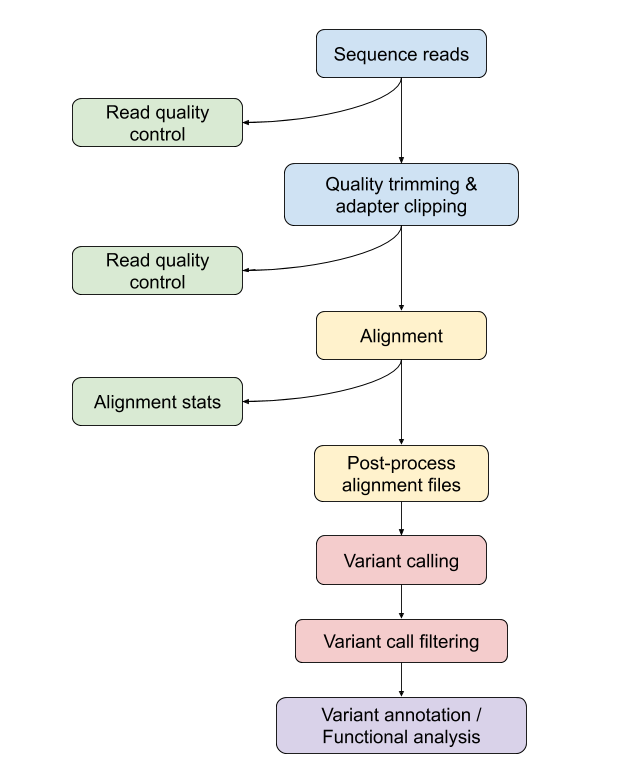 Sequence reads
Read quality
control
Quality trimming &
adapter clipping
Read quality
control
Alignment
Alignment stats
Post-process
alignment files
Variant calling
Variant call filtering
Variant annotation /
Functional analysis